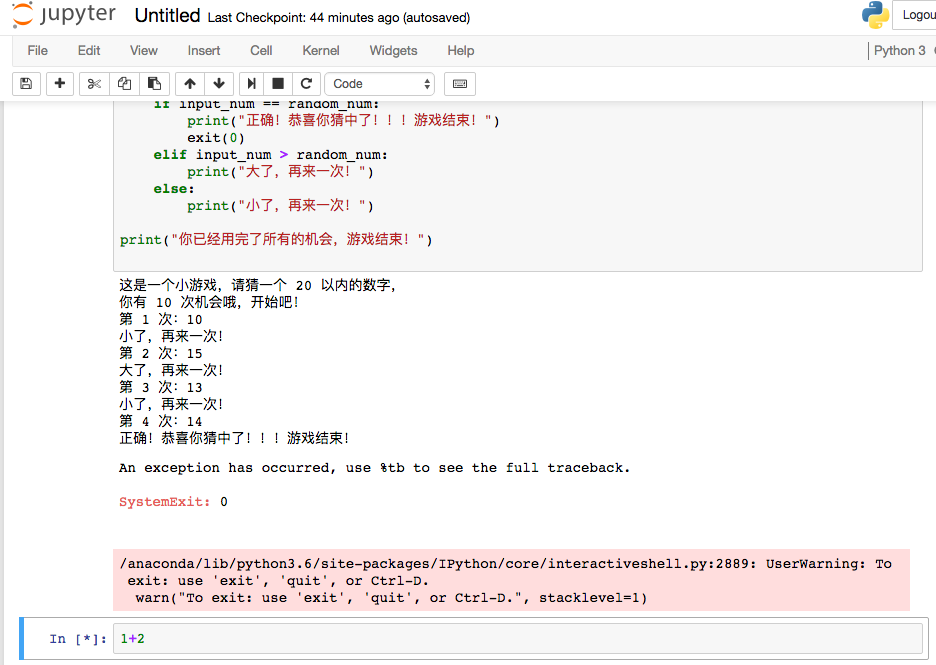 jupyter Untitled Last Checkpoint: 44 minutes ago (autosaved)
File Edit View Insert Cell Kernel Widgets Help Python 3
Code
if input_num == random_num:
print("正确！恭喜你猜中了！！！游戏结束！")
exit(0)
elif input_num > random_num:
print("大了，再来一次！")
else:
print("小了，再来一次！")
print("你已经用完了所有的机会，游戏结束！")
这是一个小游戏，请猜一个 20 以内的数字，
你有 10 次机会哦，开始吧！
第 1 次：10
小了，再来一次！
第 2 次：15
大了，再来一次！
第 3 次：13
小了，再来一次！
第 4 次：14
正确！恭喜你猜中了！！！游戏结束！
An exception has occurred, use %tb to see the full traceback.
SystemExit: 0
/anaconda/lib/python3.6/site-packages/IPython/core/interactiveshell.py:2889: UserWarning: To
exit: use 'exit', 'quit', or Ctrl-D.
warn("To exit: use 'exit', 'quit', or Ctrl-D.", stacklevel=1)
In [*]: 1+2